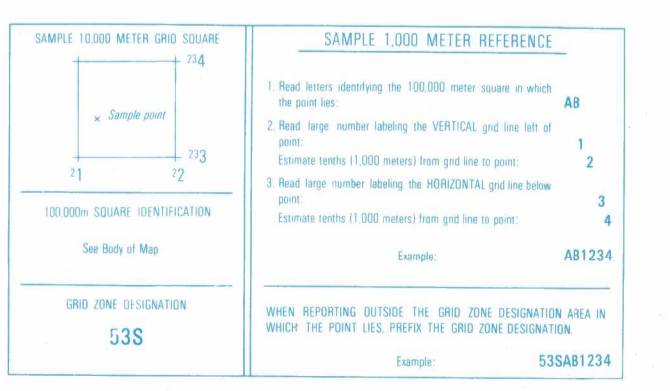 SAMPLE 10,000 METER GRID SQUARE
234
Sample point
233
21
22
100,000m SQUARE IDENTIFICATION
See Body of Map
GRID ZONE DESIGNATION
53S
SAMPLE 1,000 METER REFERENCE
1. Read letters identifying the 100,000 meter square in which
the point lies: AB
2. Read large number labeling the VERTICAL grid line left of
point: 1
Estimate tenths (1,000 meters) from grid line to point: 2
3. Read large number labeling the HORIZONTAL grid line below
point: 3
Estimate tenths (1,000 meters) from grid line to point: 4
Example: AB1234
WHEN REPORTING OUTSIDE THE GRID ZONE DESIGNATION AREA IN
WHICH THE POINT LIES, PREFIX THE GRID ZONE DESIGNATION.
Example: 53SAB1234